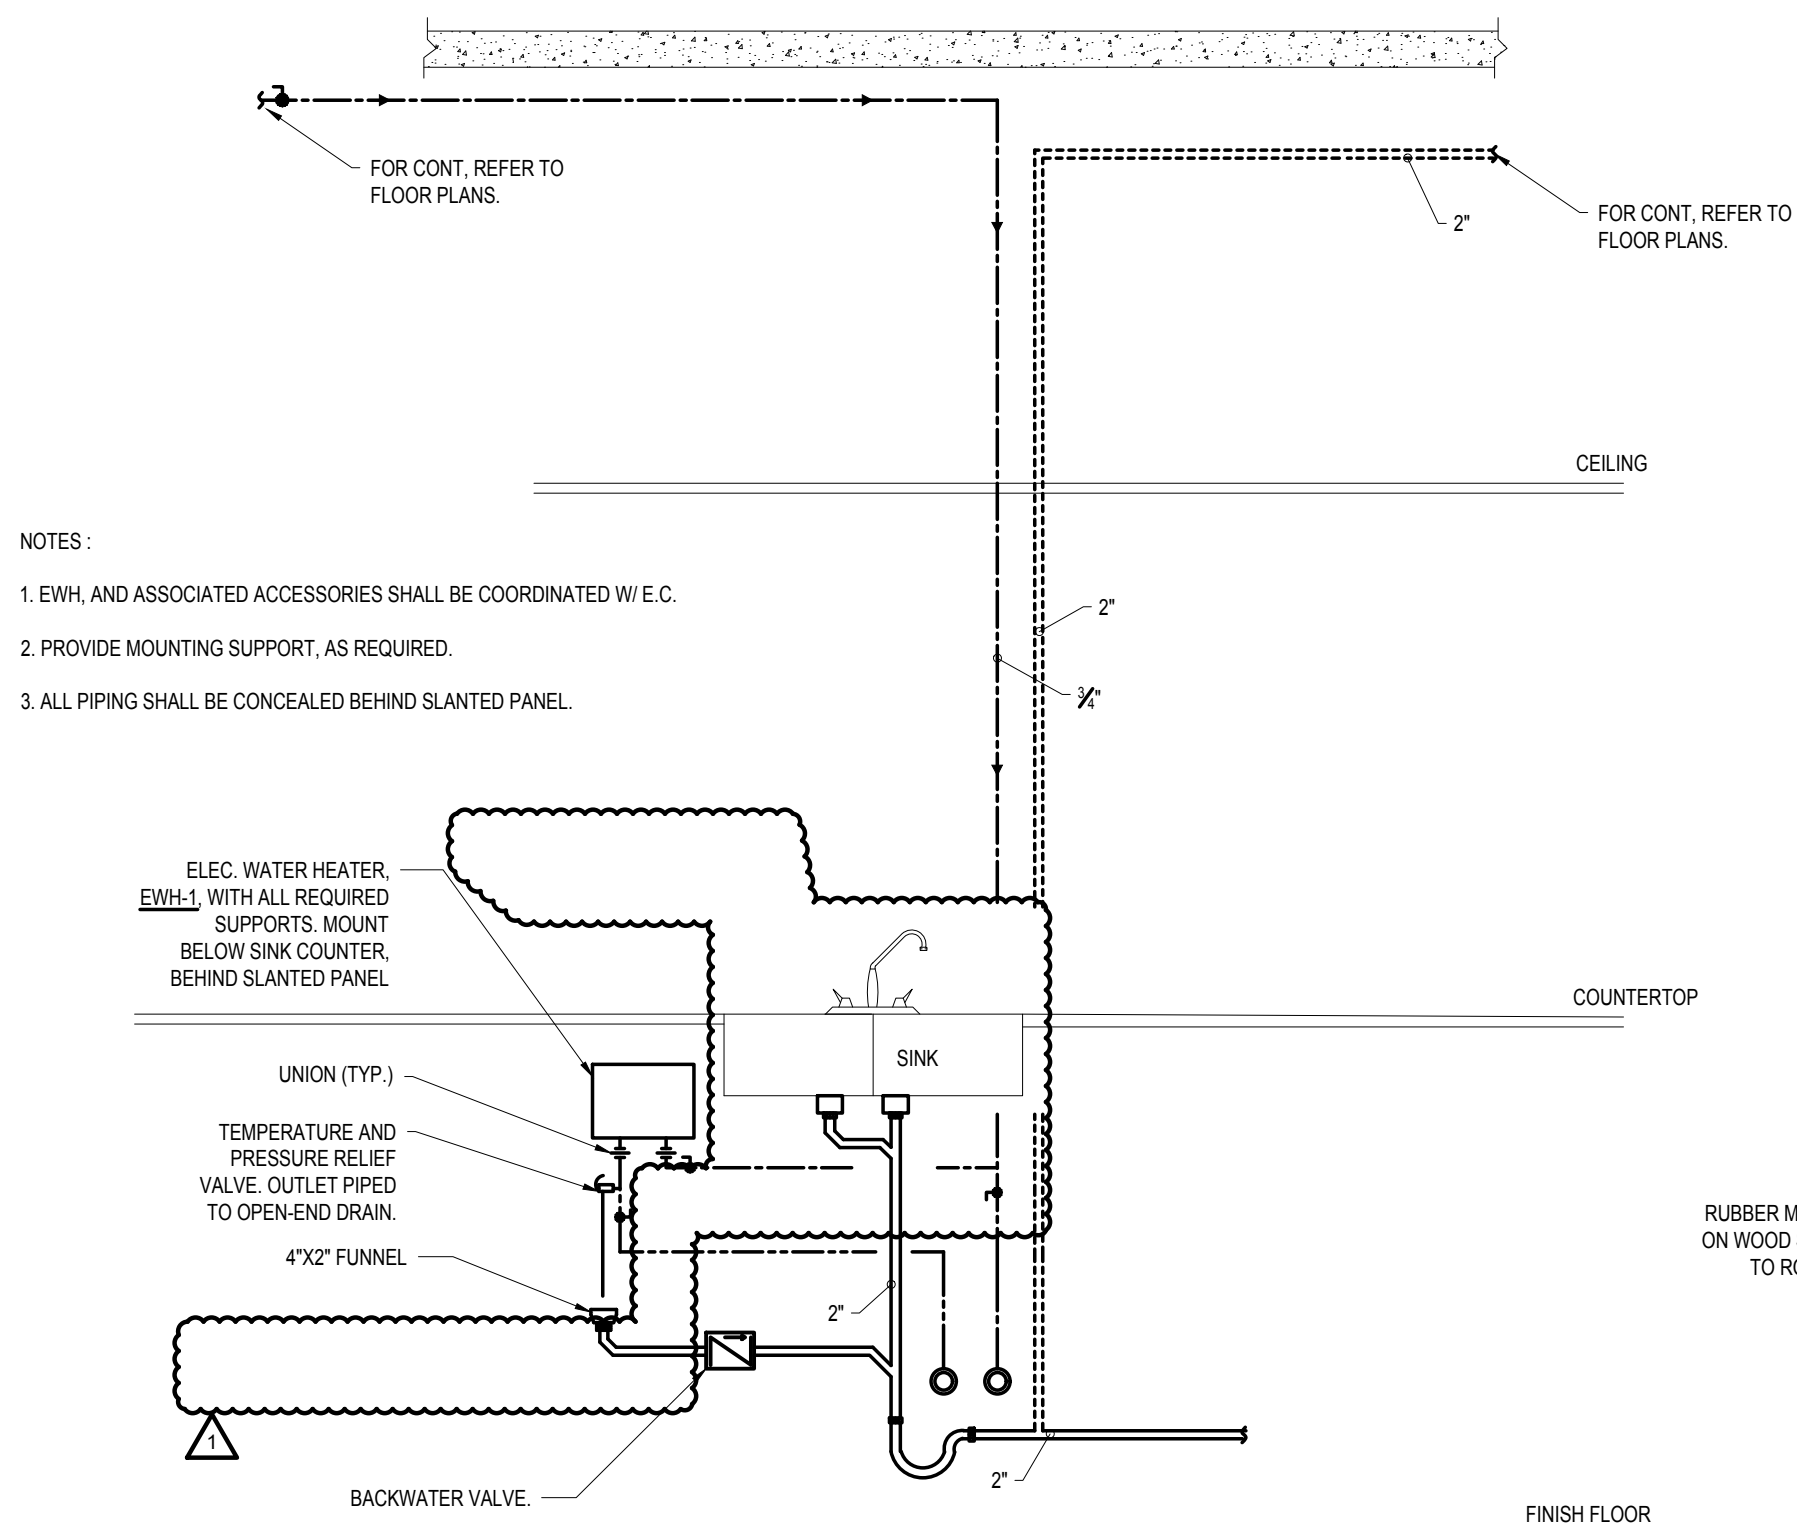 FOR CONT, REFER TO
FLOOR PLANS.
2"
FOR CONT, REFER TO
FLOOR PLANS.
CEILING
NOTES :
1. EWH, AND ASSOCIATED ACCESSORIES SHALL BE COORDINATED W/ E.C.
2. PROVIDE MOUNTING SUPPORT, AS REQUIRED.
3. ALL PIPING SHALL BE CONCEALED BEHIND SLANTED PANEL.
2"
3/4"
ELEC. WATER HEATER,
EWH-1, WITH ALL REQUIRED
SUPPORTS. MOUNT
BELOW SINK COUNTER,
BEHIND SLANTED PANEL
COUNTERTOP
SINK
UNION (TYP.)
TEMPERATURE AND
PRESSURE RELIEF
VALVE. OUTLET PIPED
TO OPEN-END DRAIN.
4"X2" FUNNEL
RUBBER
ON WOOD
TO
2"
1
2"
BACKWATER VALVE.
FINISH FLOOR